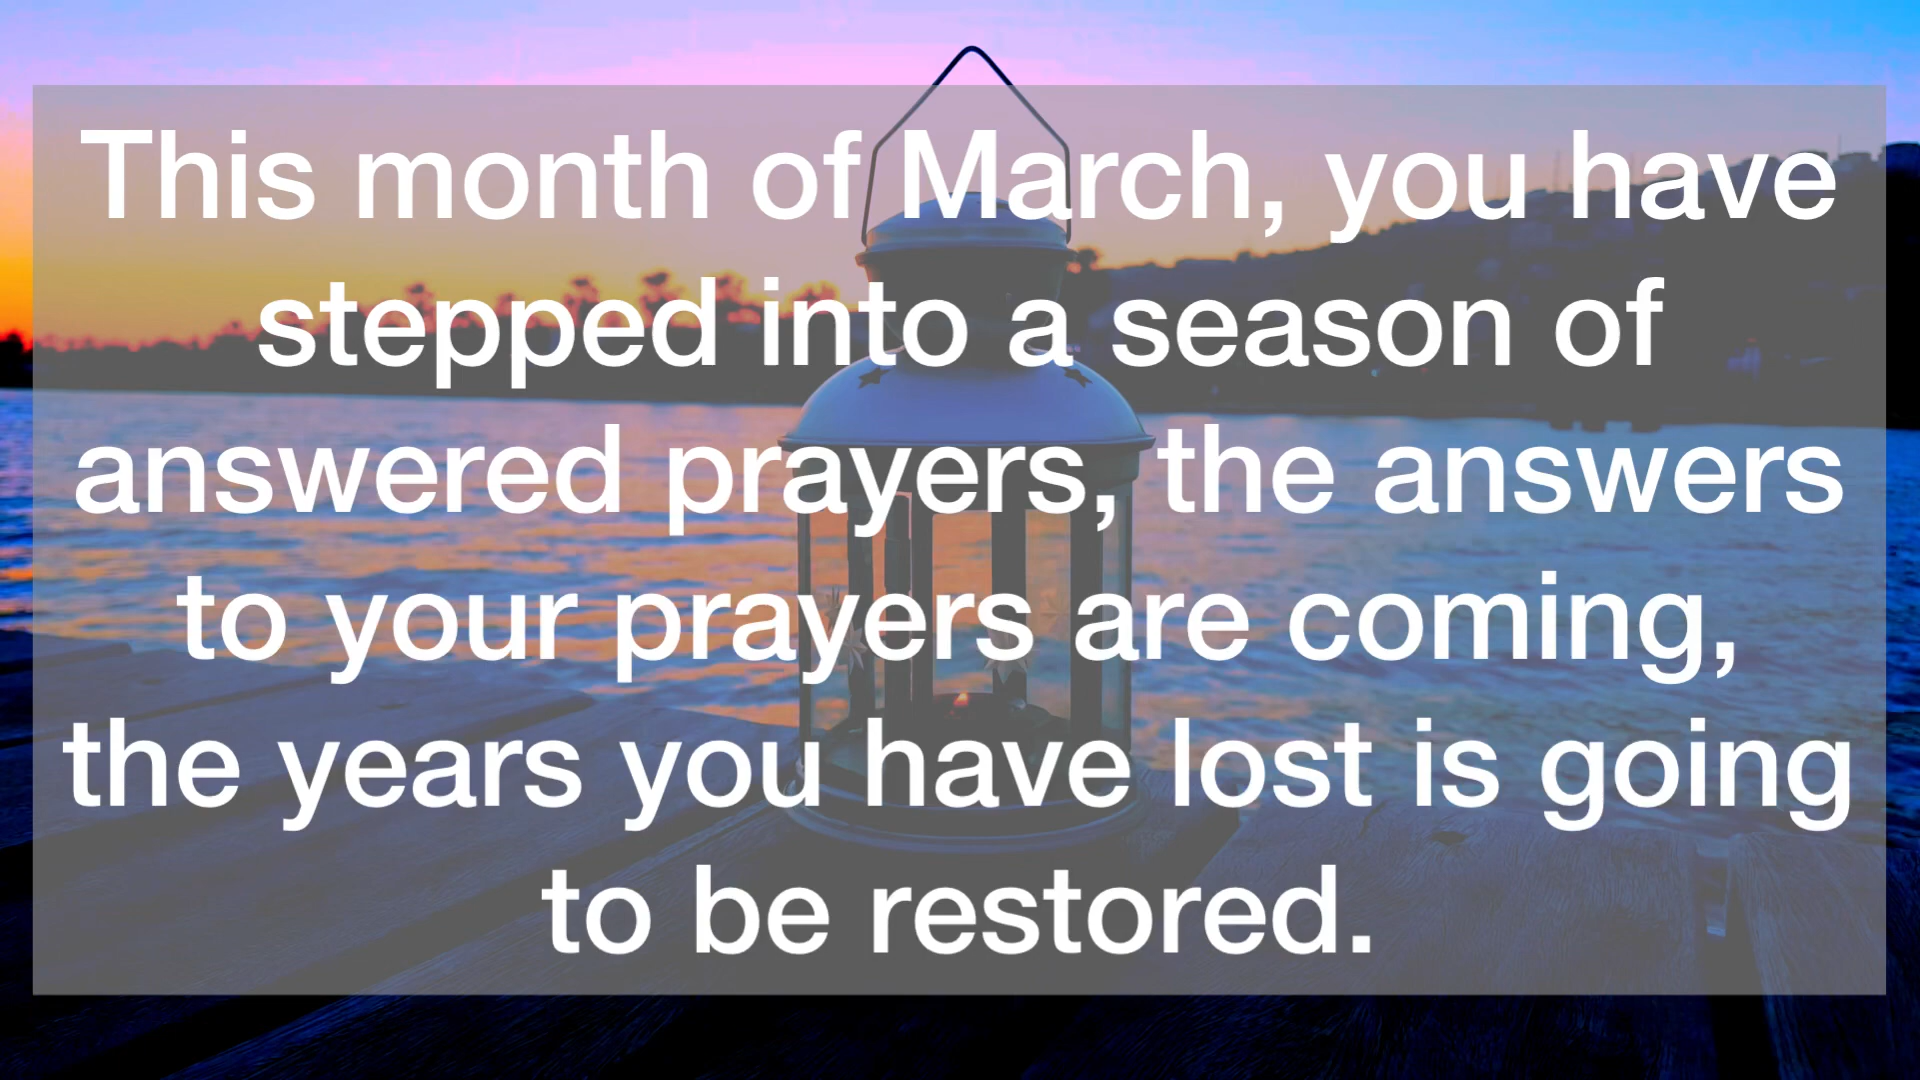 This month of March, you have
stepped into a season of
answered prayers, the answers
to your prayers are coming,
the years you have lost is going
to be restored.